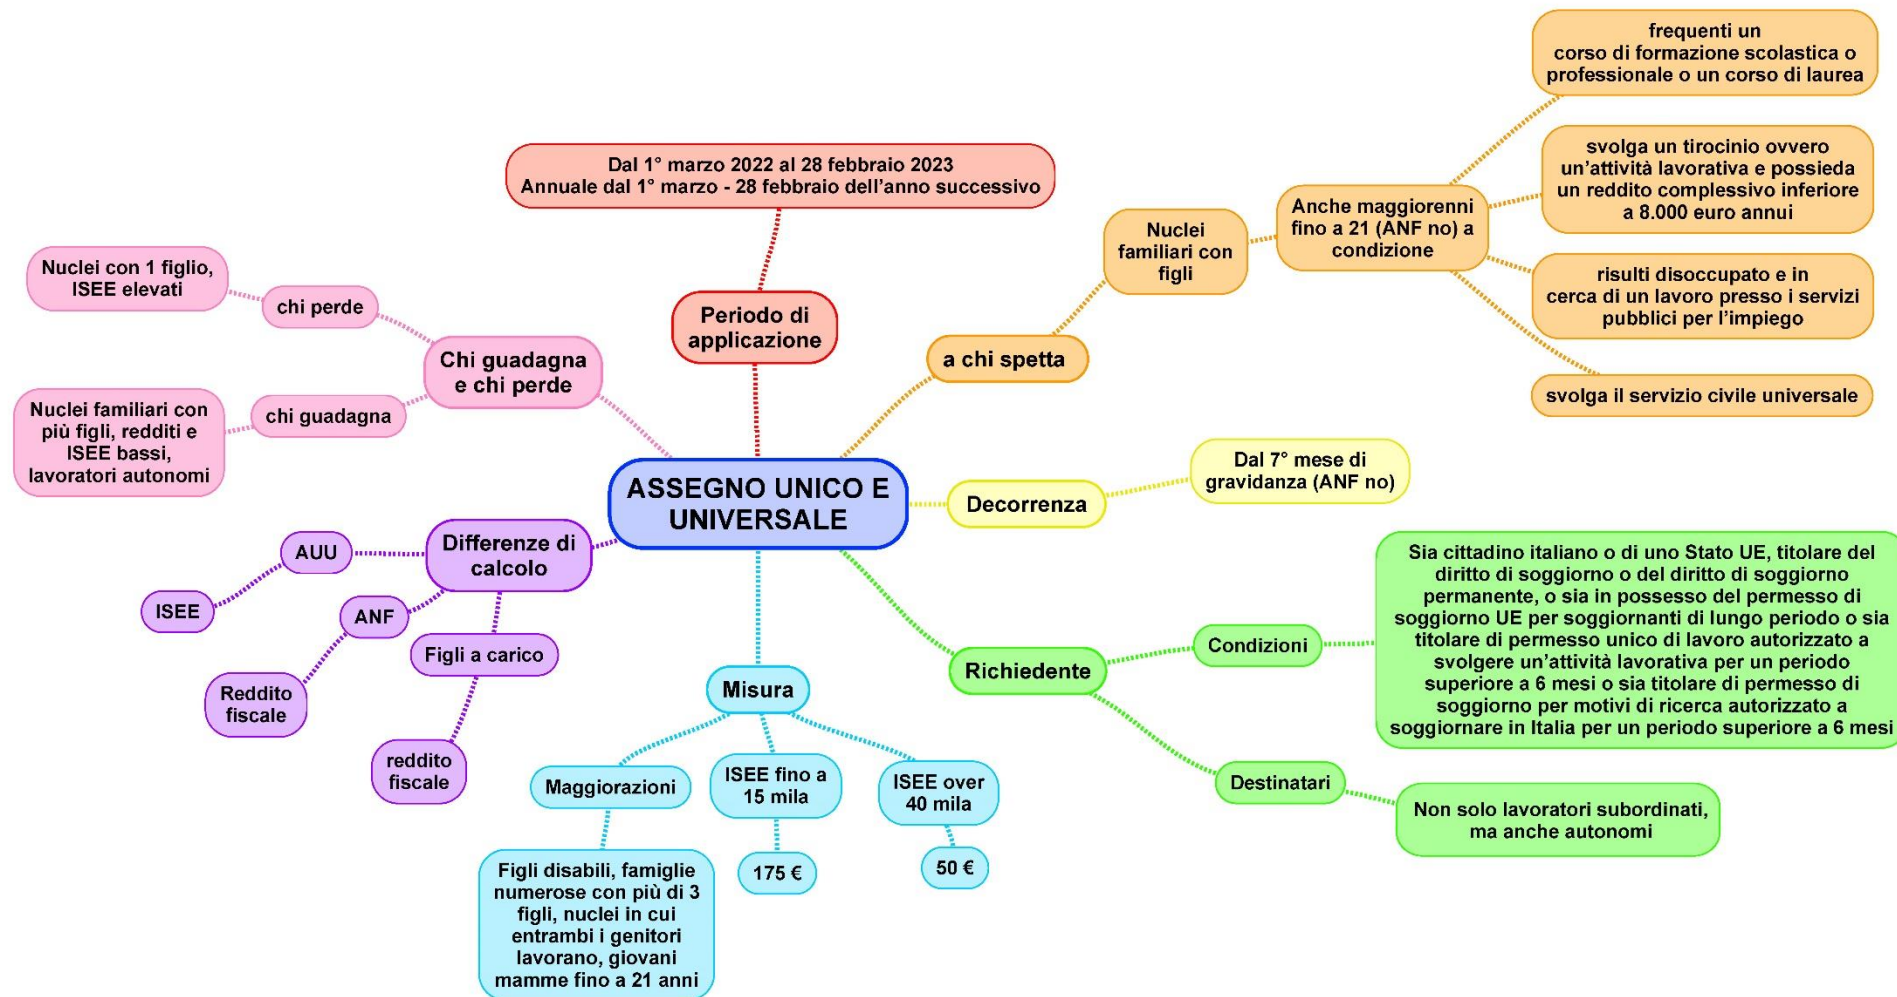 ASSEGNO UNICO E
UNIVERSALE
Periodo di
applicazione
Dal 1° marzo 2022 al 28 febbraio 2023
Annuale dal 1° marzo - 28 febbraio dell'anno successivo
a chi spetta
Nuclei
familiari con
figli
Anche maggiorenni
fino a 21 (ANF no) a
condizione
frequenti un
corso di formazione scolastica o
professionale o un corso di laurea
svolga un tirocinio ovvero
un'attività lavorativa e possieda
un reddito complessivo inferiore
a 8.000 euro annui
risulti disoccupato e in
cerca di un lavoro presso i servizi
pubblici per l'impiego
svolga il servizio civile universale
Decorrenza
Dal 7° mese di
gravidanza (ANF no)
Richiedente
Condizioni
Sia cittadino italiano o di uno Stato UE, titolare del
diritto di soggiorno o del diritto di soggiorno
permanente, o sia in possesso del permesso di
soggiorno UE per soggiornanti di lungo periodo o sia
titolare di permesso unico di lavoro autorizzato a
svolgere un'attività lavorativa per un periodo
superiore a 6 mesi o sia titolare di permesso di
soggiorno per motivi di ricerca autorizzato a
soggiornare in Italia per un periodo superiore a 6 mesi
Destinatari
Non solo lavoratori subordinati,
ma anche autonomi
Misura
Maggiorazioni
Figli disabili, famiglie
numerose con più di 3
figli, nuclei in cui
entrambi i genitori
lavorano, giovani
mamme fino a 21 anni
ISEE fino a
15 mila
175 €
ISEE over
40 mila
50 €
Differenze di
calcolo
AUU
ISEE
ANF
Reddito
fiscale
Figli a carico
reddito
fiscale
Chi guadagna
e chi perde
chi perde
Nuclei con 1 figlio,
ISEE elevati
chi guadagna
Nuclei familiari con
più figli, redditi e
ISEE bassi,
lavoratori autonomi